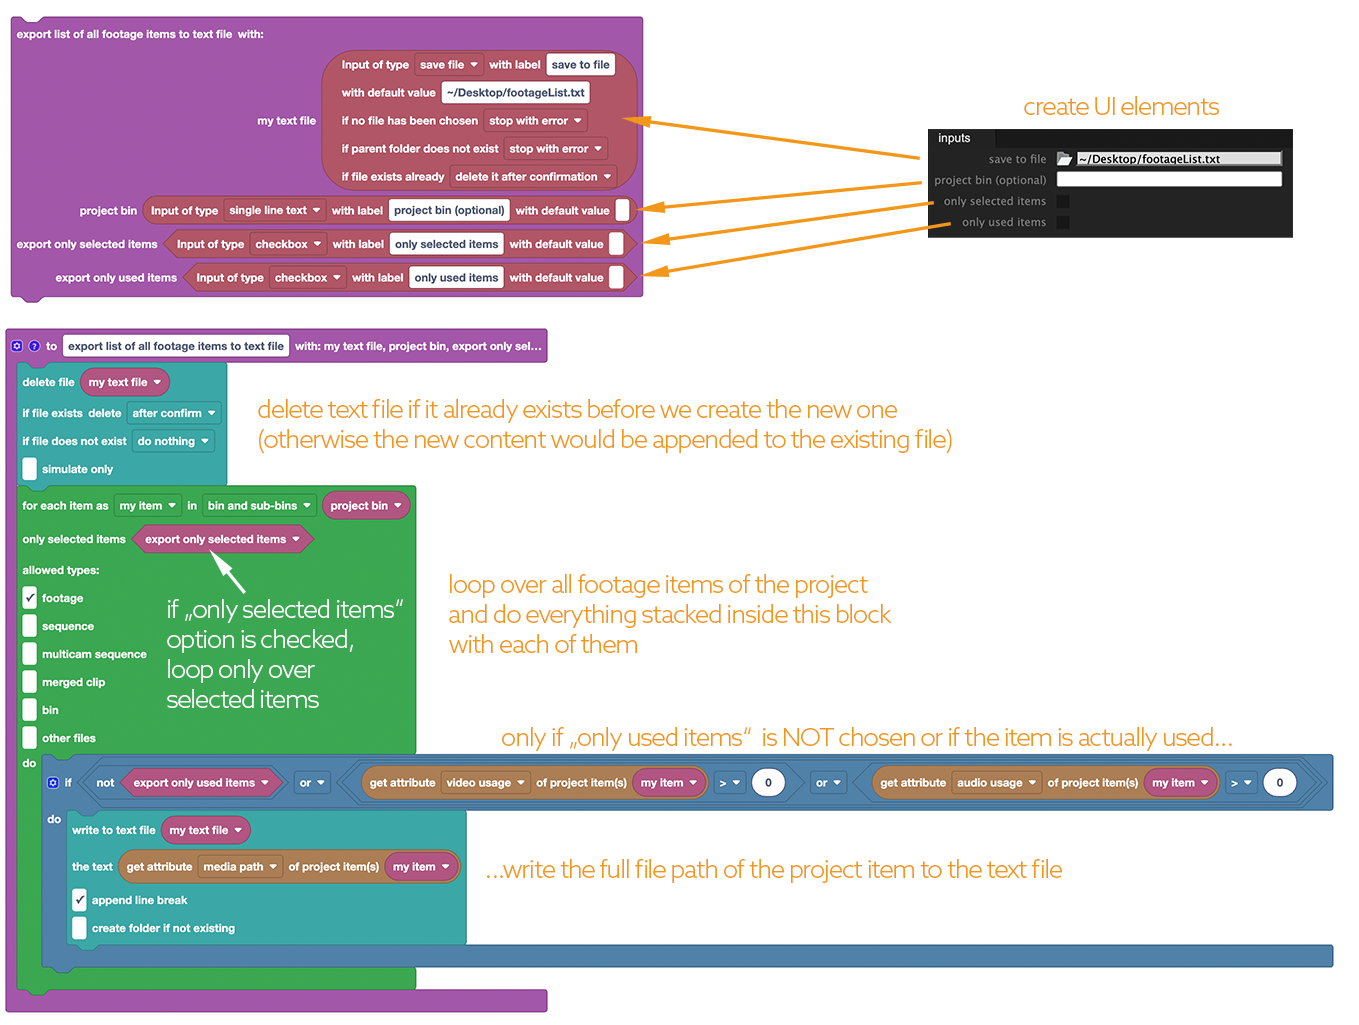 export list of all footage items to text file with:
my text file
Input of type save file with label save to file
with default value ~/Desktop/footageList.txt
if no file has been chosen stop with error
if parent folder does not exist stop with error
if file exists already delete it after confirmation
project bin Input of type single line text with label project bin (optional) with default value
export only selected items Input of type checkbox with label only selected items with default value
export only used items Input of type checkbox with label only used items with default value
create UI elements
inputs
save to file ~/Desktop/footageList.txt
project bin (optional)
only selected items
only used items
to export list of all footage items to text file with: my text file, project bin, export only sel...
delete file my text file
if file exists delete after confirm
if file does not exist do nothing
simulate only
delete text file if it already exists before we create the new one
(otherwise the new content would be appended to the existing file)
for each item as my item in bin and sub-bins project bin
only selected items export only selected items
allowed types:
footage
sequence
multicam sequence
merged clip
bin
other files
if „only selected items“
option is checked,
loop only over
selected items
loop over all footage items of the project
and do everything stacked inside this block
with each of them
only if „only used items“ is NOT chosen or if the item is actually used...
do
if not export only used items or get attribute video usage of project item(s) my item > 0 or get attribute audio usage of project item(s) my item > 0
do
write to text file my text file
the text get attribute media path of project item(s) my item
append line break
create folder if not existing
...write the full file path of the project item to the text file